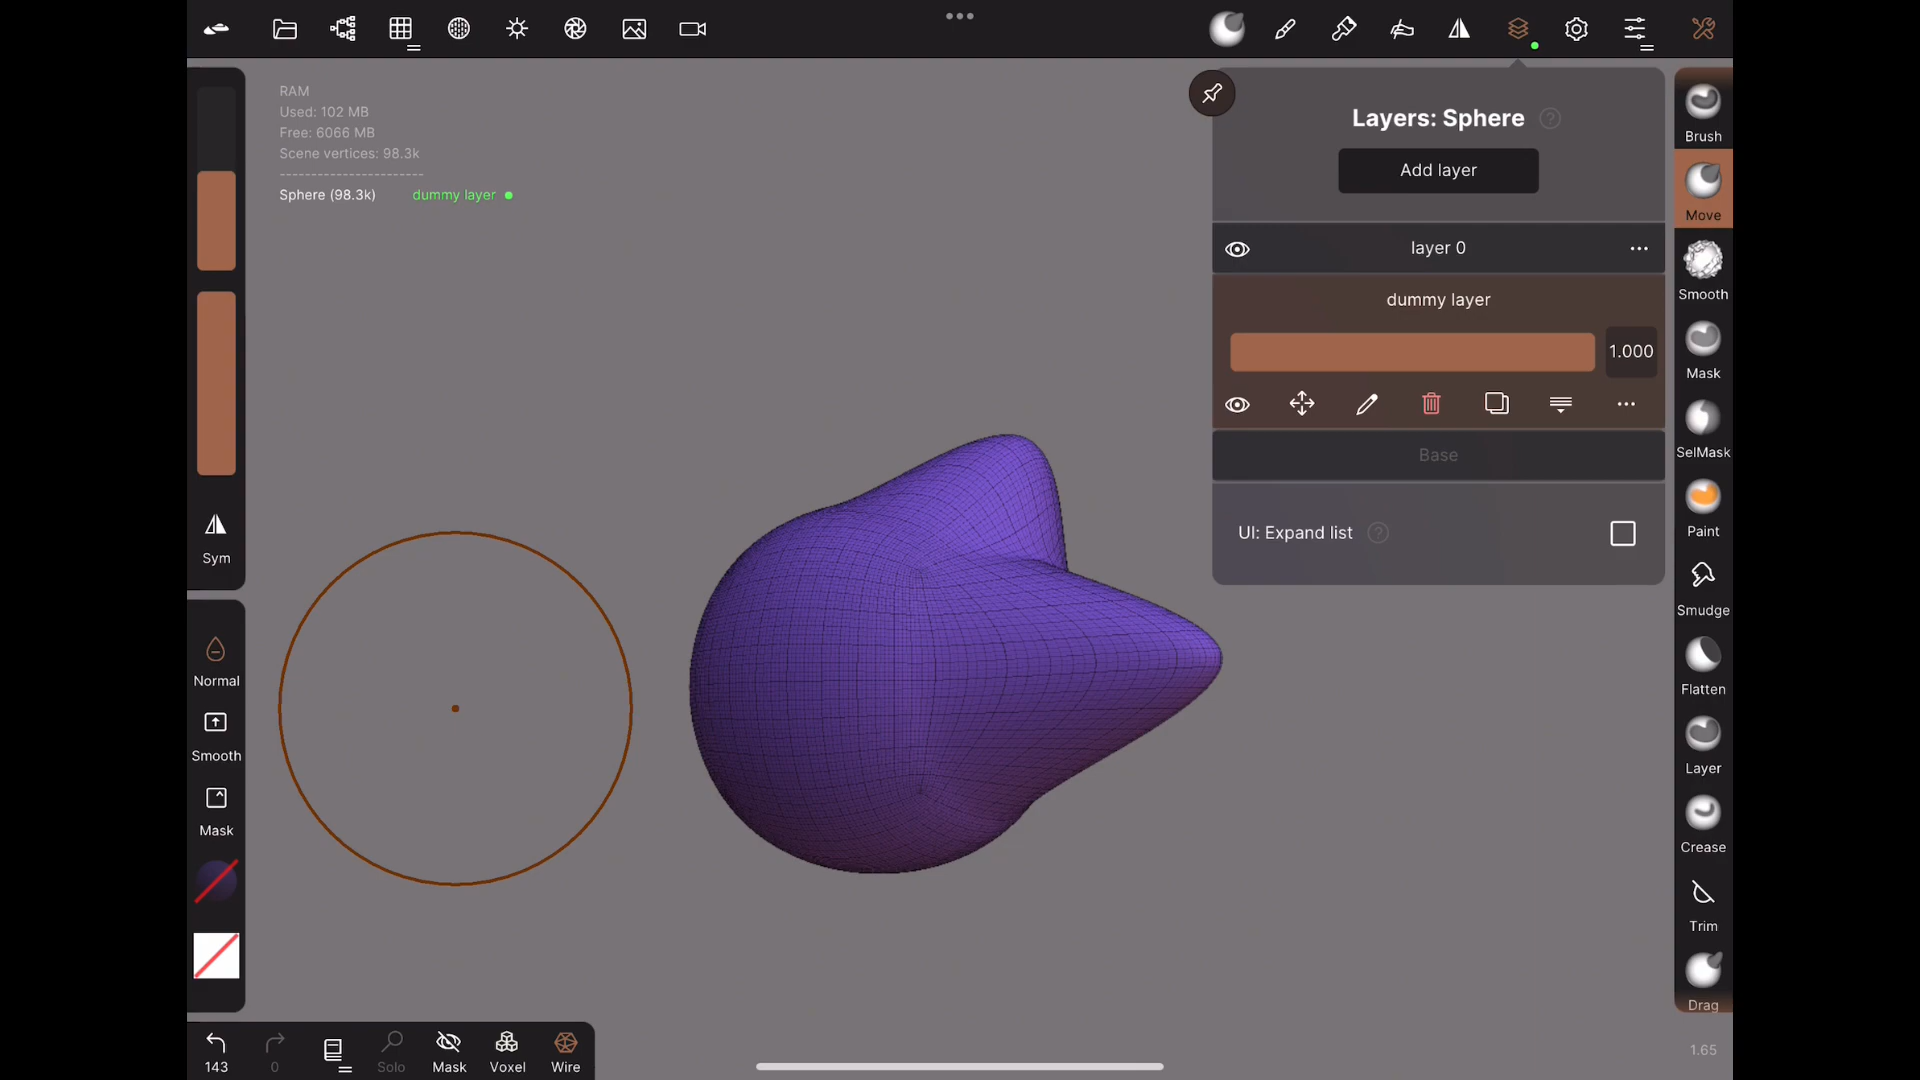 RAM
Used: 102 MB
Free: 6066 MB
Scene vertices: 98.3k
------------------------
Sphere (98.3k) dummy layer
Sym
Normal
Smooth
Mask
143
0
Solo
Mask
Voxel
Wire
Layers: Sphere ?
Add layer
layer 0
dummy layer
1.000
Base
UI: Expand list ?
Brush
Move
Smooth
Mask
SelMask
Paint
Smudge
Flatten
Layer
Crease
Trim
Drag
1.65